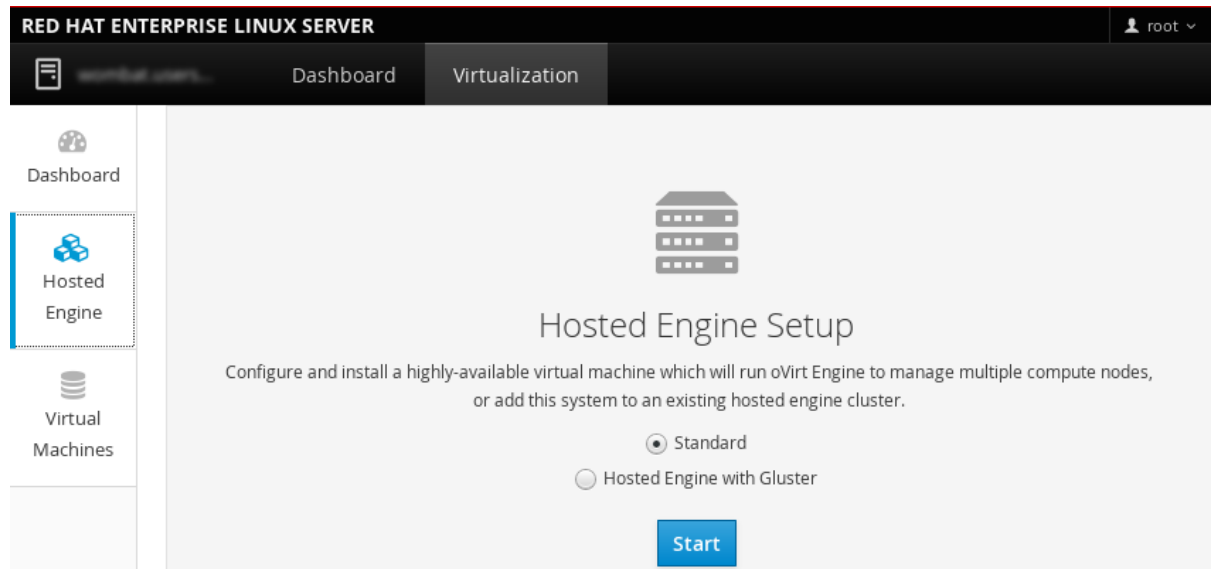 RED HAT ENTERPRISE LINUX SERVER
root
Dashboard
Virtualization
Dashboard
Hosted
Engine
Virtual
Machines
Hosted Engine Setup
Configure and install a highly-available virtual machine which will run oVirt Engine to manage multiple compute nodes,
or add this system to an existing hosted engine cluster.
Standard
Hosted Engine with Gluster
Start